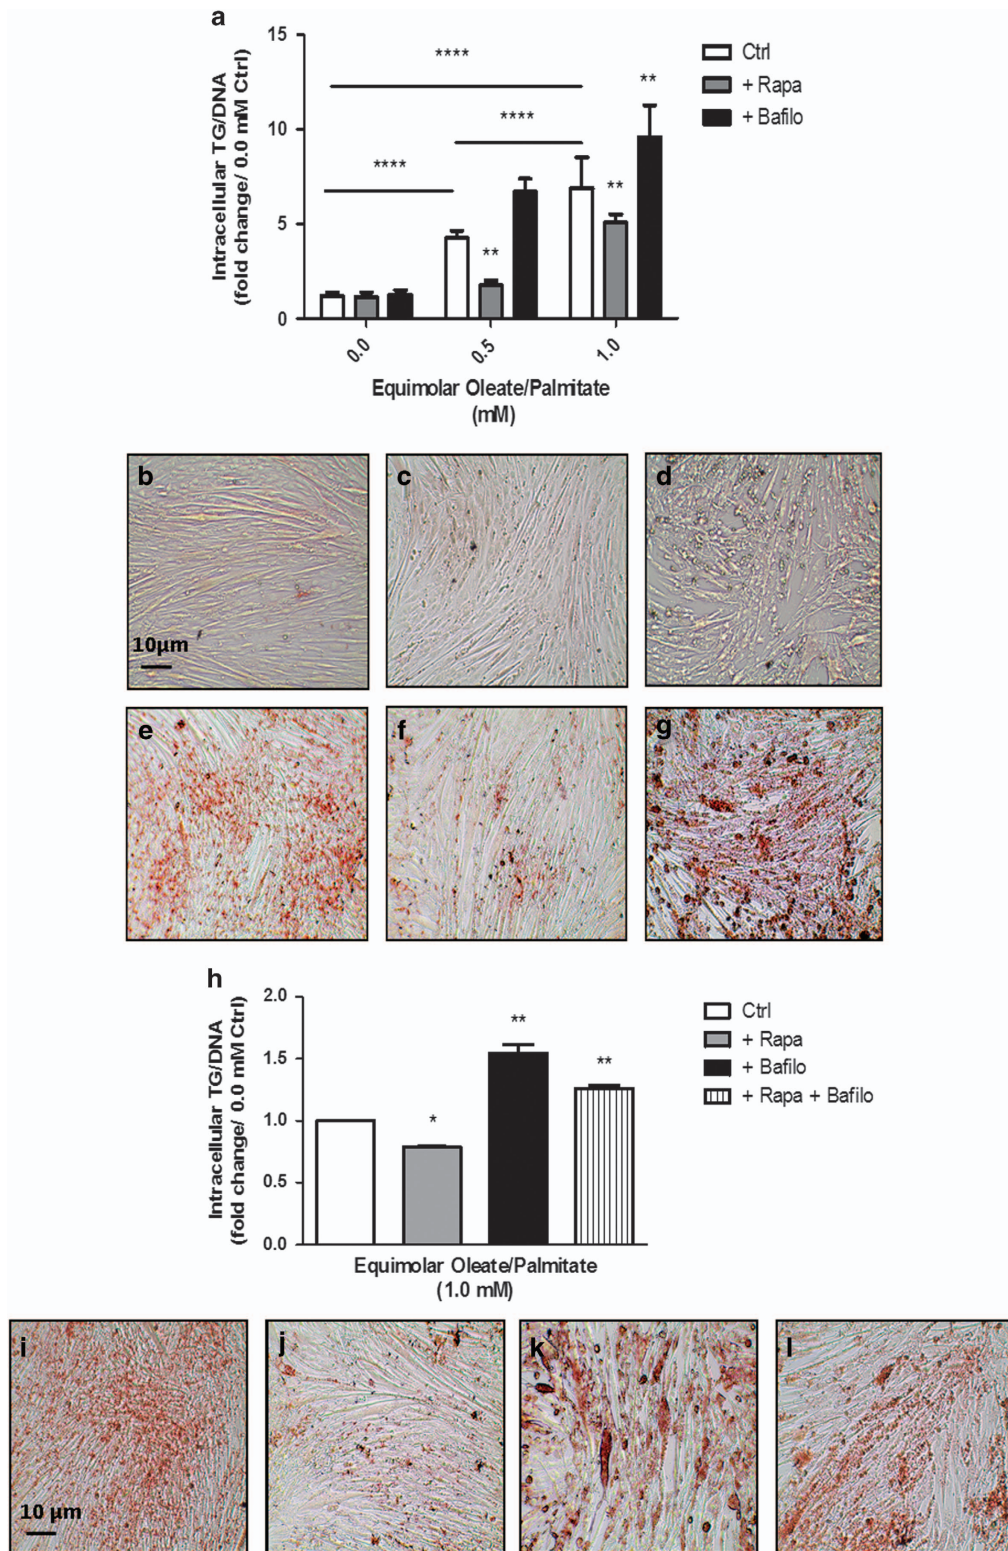 a
Intracellular TG/DNA
(fold change/ 0.0 mM Ctrl)
15
10
5
0
****
****
****
**
**
**
Ctrl
+ Rapa
+ Bafilo
0.0
0.5
1.0
Equimolar Oleate/Palmitate
(mM)
b
10μm
c
d
e
f
g
h
Intracellular TG/DNA
(fold change/ 0.0 mM Ctrl)
2.0
1.5
1.0
0.5
0.0
*
**
**
Ctrl
+ Rapa
+ Bafilo
+ Rapa + Bafilo
Equimolar Oleate/Palmitate
(1.0 mM)
i
10 μm
j
k
l